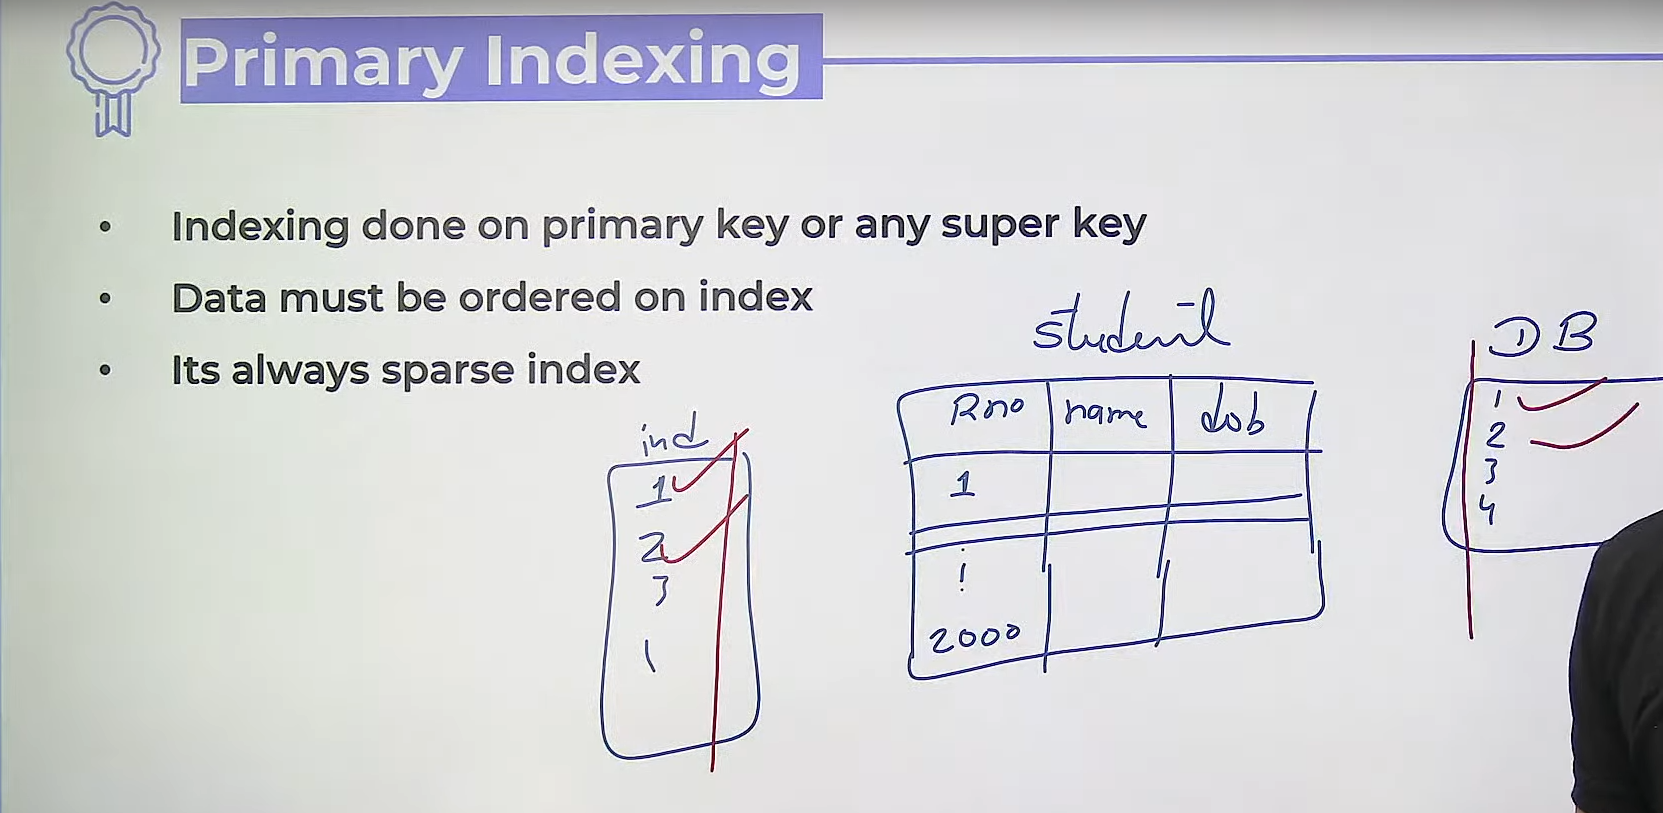 Primary Indexing
Indexing done on primary key or any super key
Data must be ordered on index
Its always sparse index
ind
1
2
3
student
Rno name dob
1
2000
DB
1
2
3
4